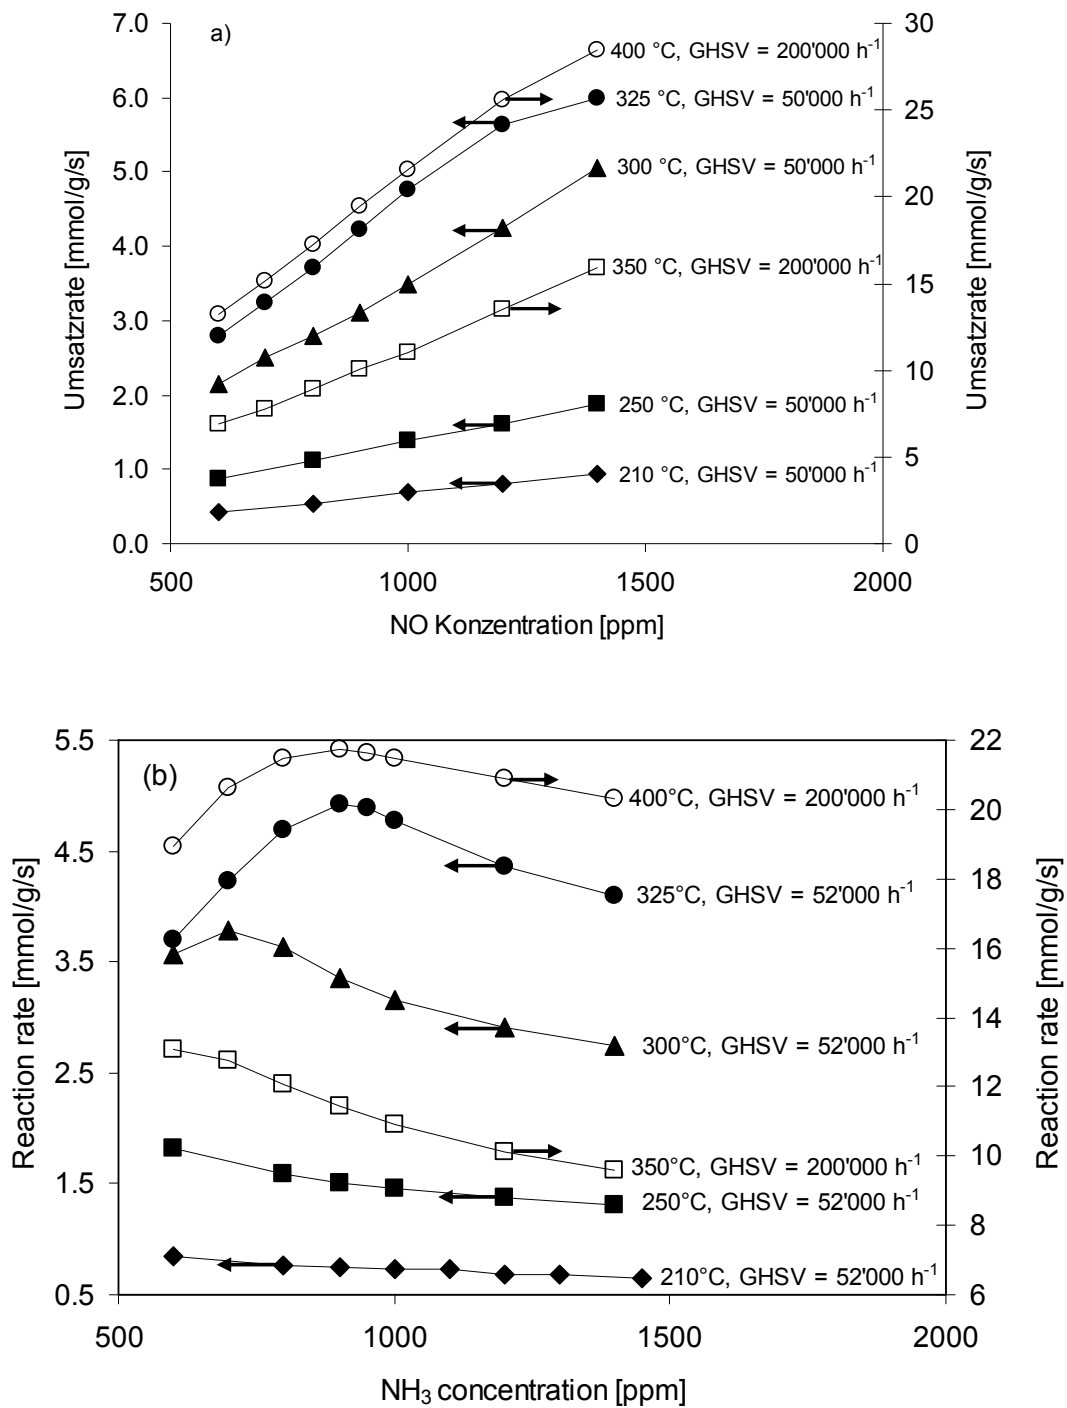 a)
7.0
6.0
5.0
4.0
3.0
2.0
1.0
0.0
Umsatzrate [mmol/g/s]
30
25
20
15
10
5
0
Umsatzrate [mmol/g/s]
400 °C, GHSV = 200'000 h⁻¹
325 °C, GHSV = 50'000 h⁻¹
300 °C, GHSV = 50'000 h⁻¹
350 °C, GHSV = 200'000 h⁻¹
250 °C, GHSV = 50'000 h⁻¹
210 °C, GHSV = 50'000 h⁻¹
500 1000 1500 2000
NO Konzentration [ppm]
(b)
5.5
4.5
3.5
2.5
1.5
0.5
Reaction rate [mmol/g/s]
22
20
18
16
14
12
10
8
6
Reaction rate [mmol/g/s]
400°C, GHSV = 200'000 h⁻¹
325°C, GHSV = 52'000 h⁻¹
300°C, GHSV = 52'000 h⁻¹
350°C, GHSV = 200'000 h⁻¹
250°C, GHSV = 52'000 h⁻¹
210°C, GHSV = 52'000 h⁻¹
500 1000 1500 2000
NH₃ concentration [ppm]